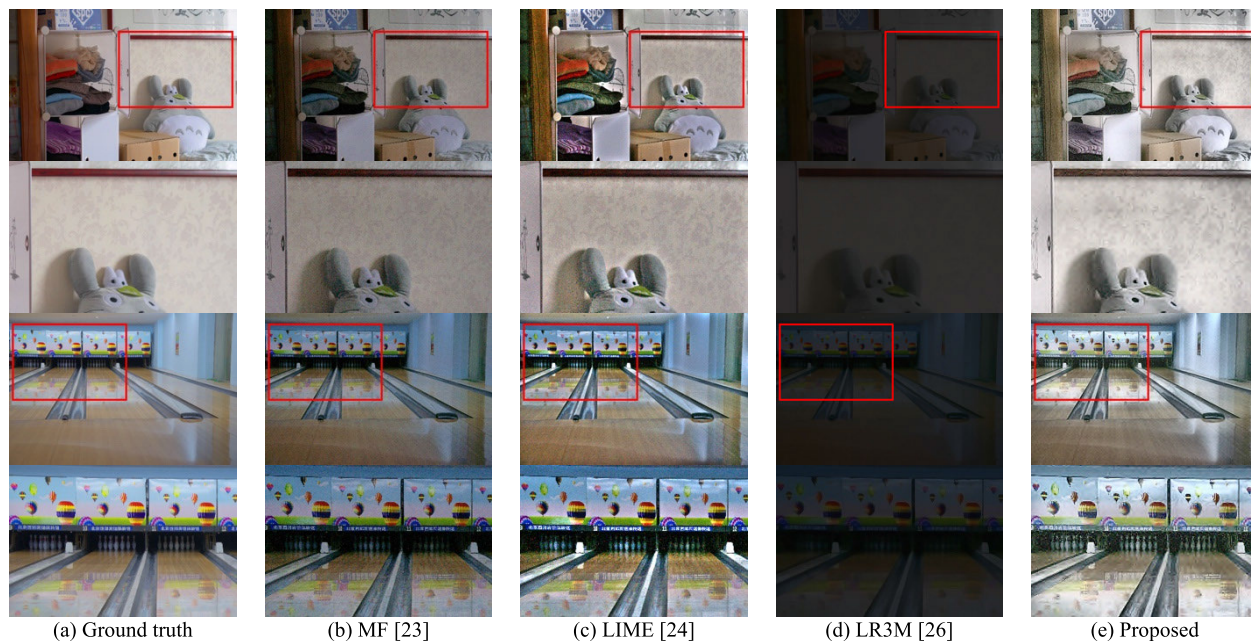 (a) Ground truth
(b) MF [23]
(c) LIME [24]
(d) LR3M [26]
(e) Proposed